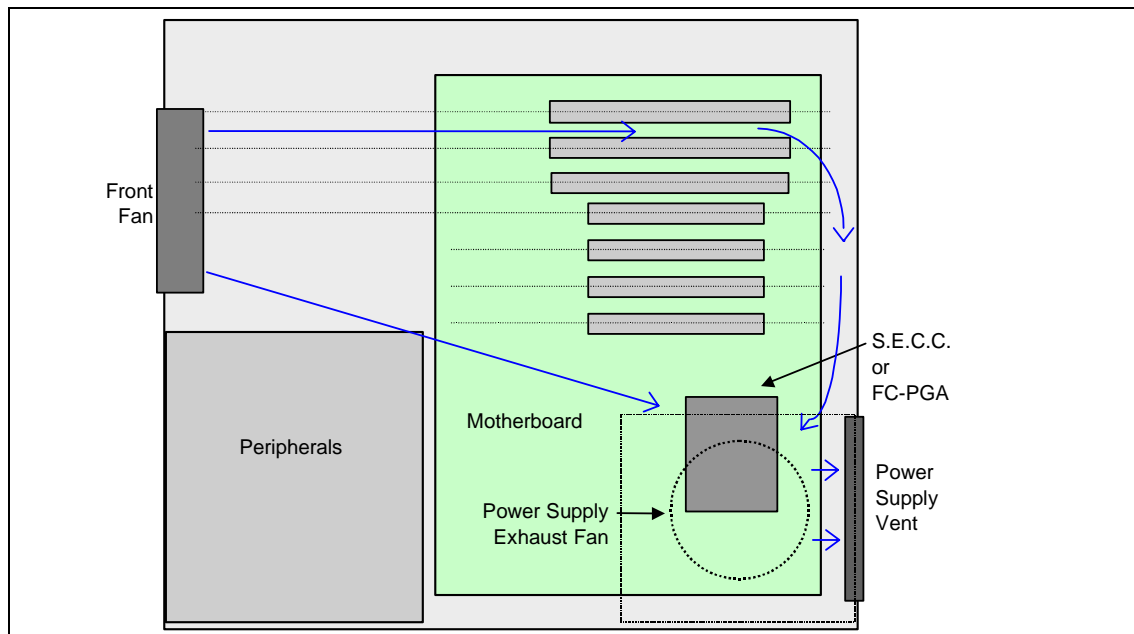 Front
Fan
S.E.C.C.
or
FC-PGA
Motherboard
Peripherals
Power
Supply
Vent
Power Supply
Exhaust Fan